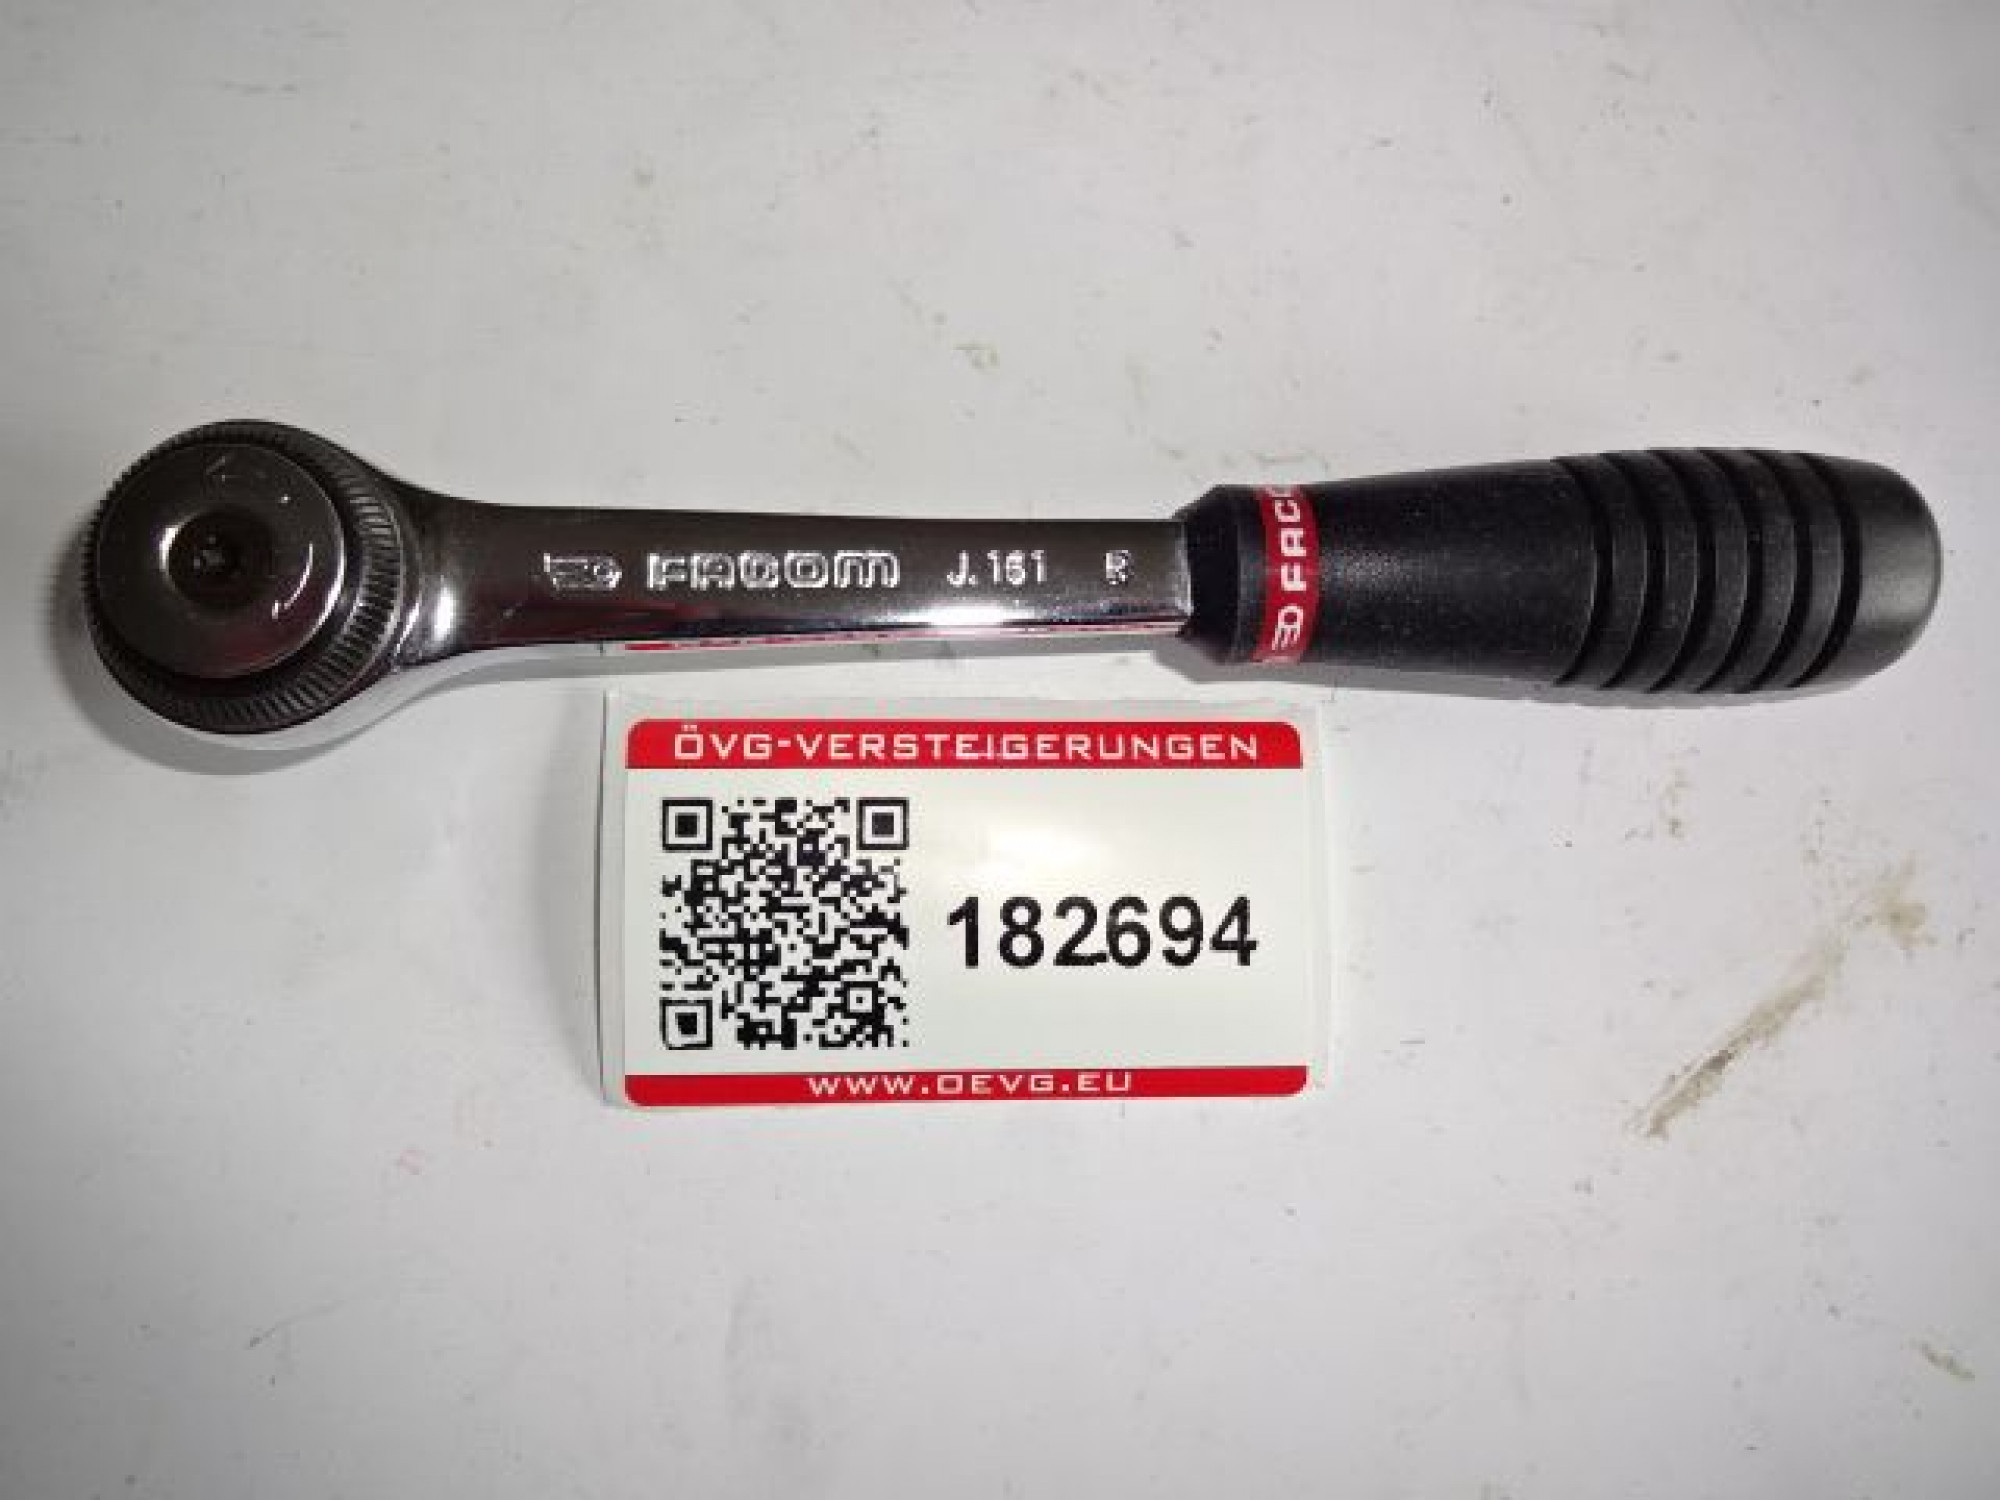 FACOM J.161 R
FACO
ÖVG-VERSTEIGERUNGEN
182694
WWW.OEVG.EU